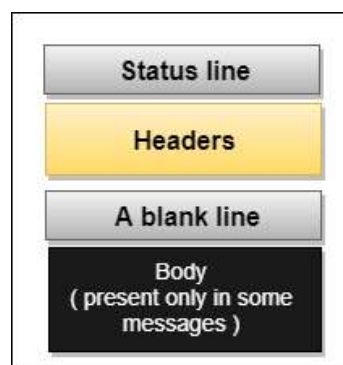 Status line
Headers
A blank line
Body
( present only in some
messages )